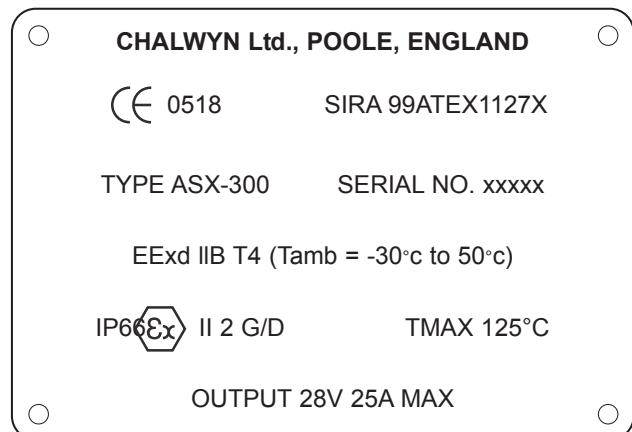 CHALWYN Ltd., POOLE, ENGLAND
CE 0518 SIRA 99ATEX1127X
TYPE ASX-300 SERIAL NO. xxxxx
EExd IIB T4 (Tamb = -30°c to 50°c)
IP66 Ɛx II 2 G/D TMAX 125°C
OUTPUT 28V 25A MAX